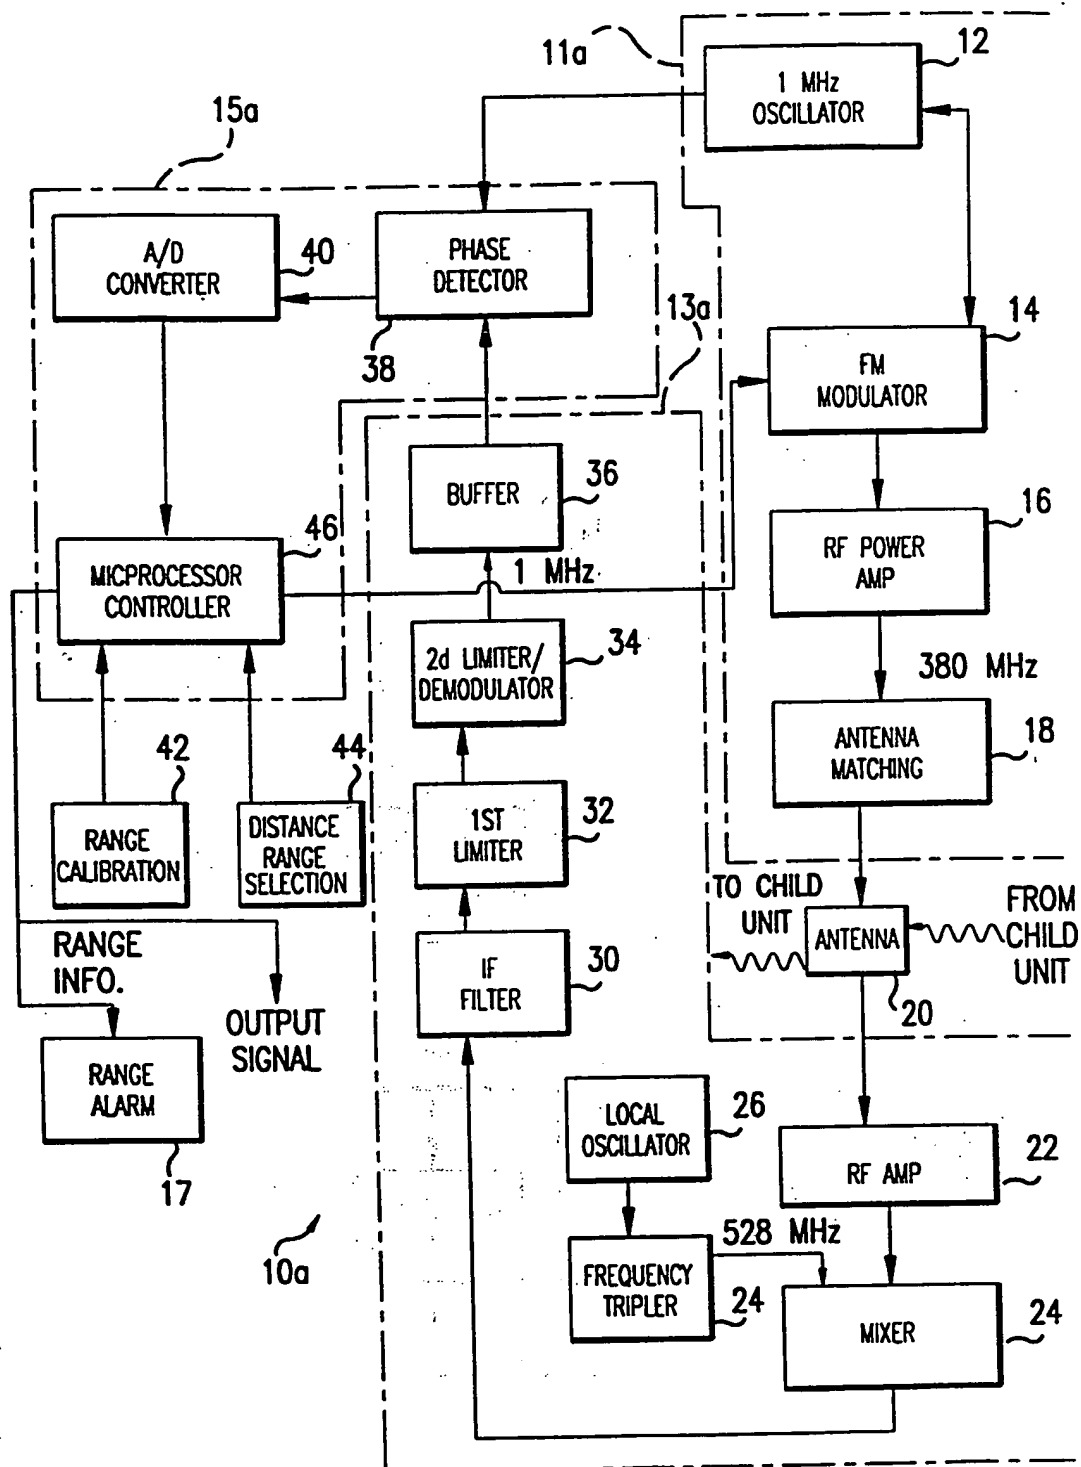 11a
12
1 MHz
OSCILLATOR
15a
A/D
CONVERTER
40
PHASE
DETECTOR
38
13a
14
FM
MODULATOR
BUFFER
36
16
RF POWER
AMP
46
MICPROCESSOR
CONTROLLER
1 MHz
2d LIMITER/
DEMODULATOR
34
380 MHz
ANTENNA
MATCHING
18
42
44
RANGE
CALIBRATION
DISTANCE
RANGE
SELECTION
1ST
LIMITER
32
TO CHILD
UNIT
ANTENNA
20
FROM
CHILD
UNIT
RANGE
INFO.
IF
FILTER
30
OUTPUT
SIGNAL
RANGE
ALARM
17
LOCAL
OSCILLATOR
26
RF AMP
22
10a
528 MHz
FREQUENCY
TRIPLER
24
MIXER
24